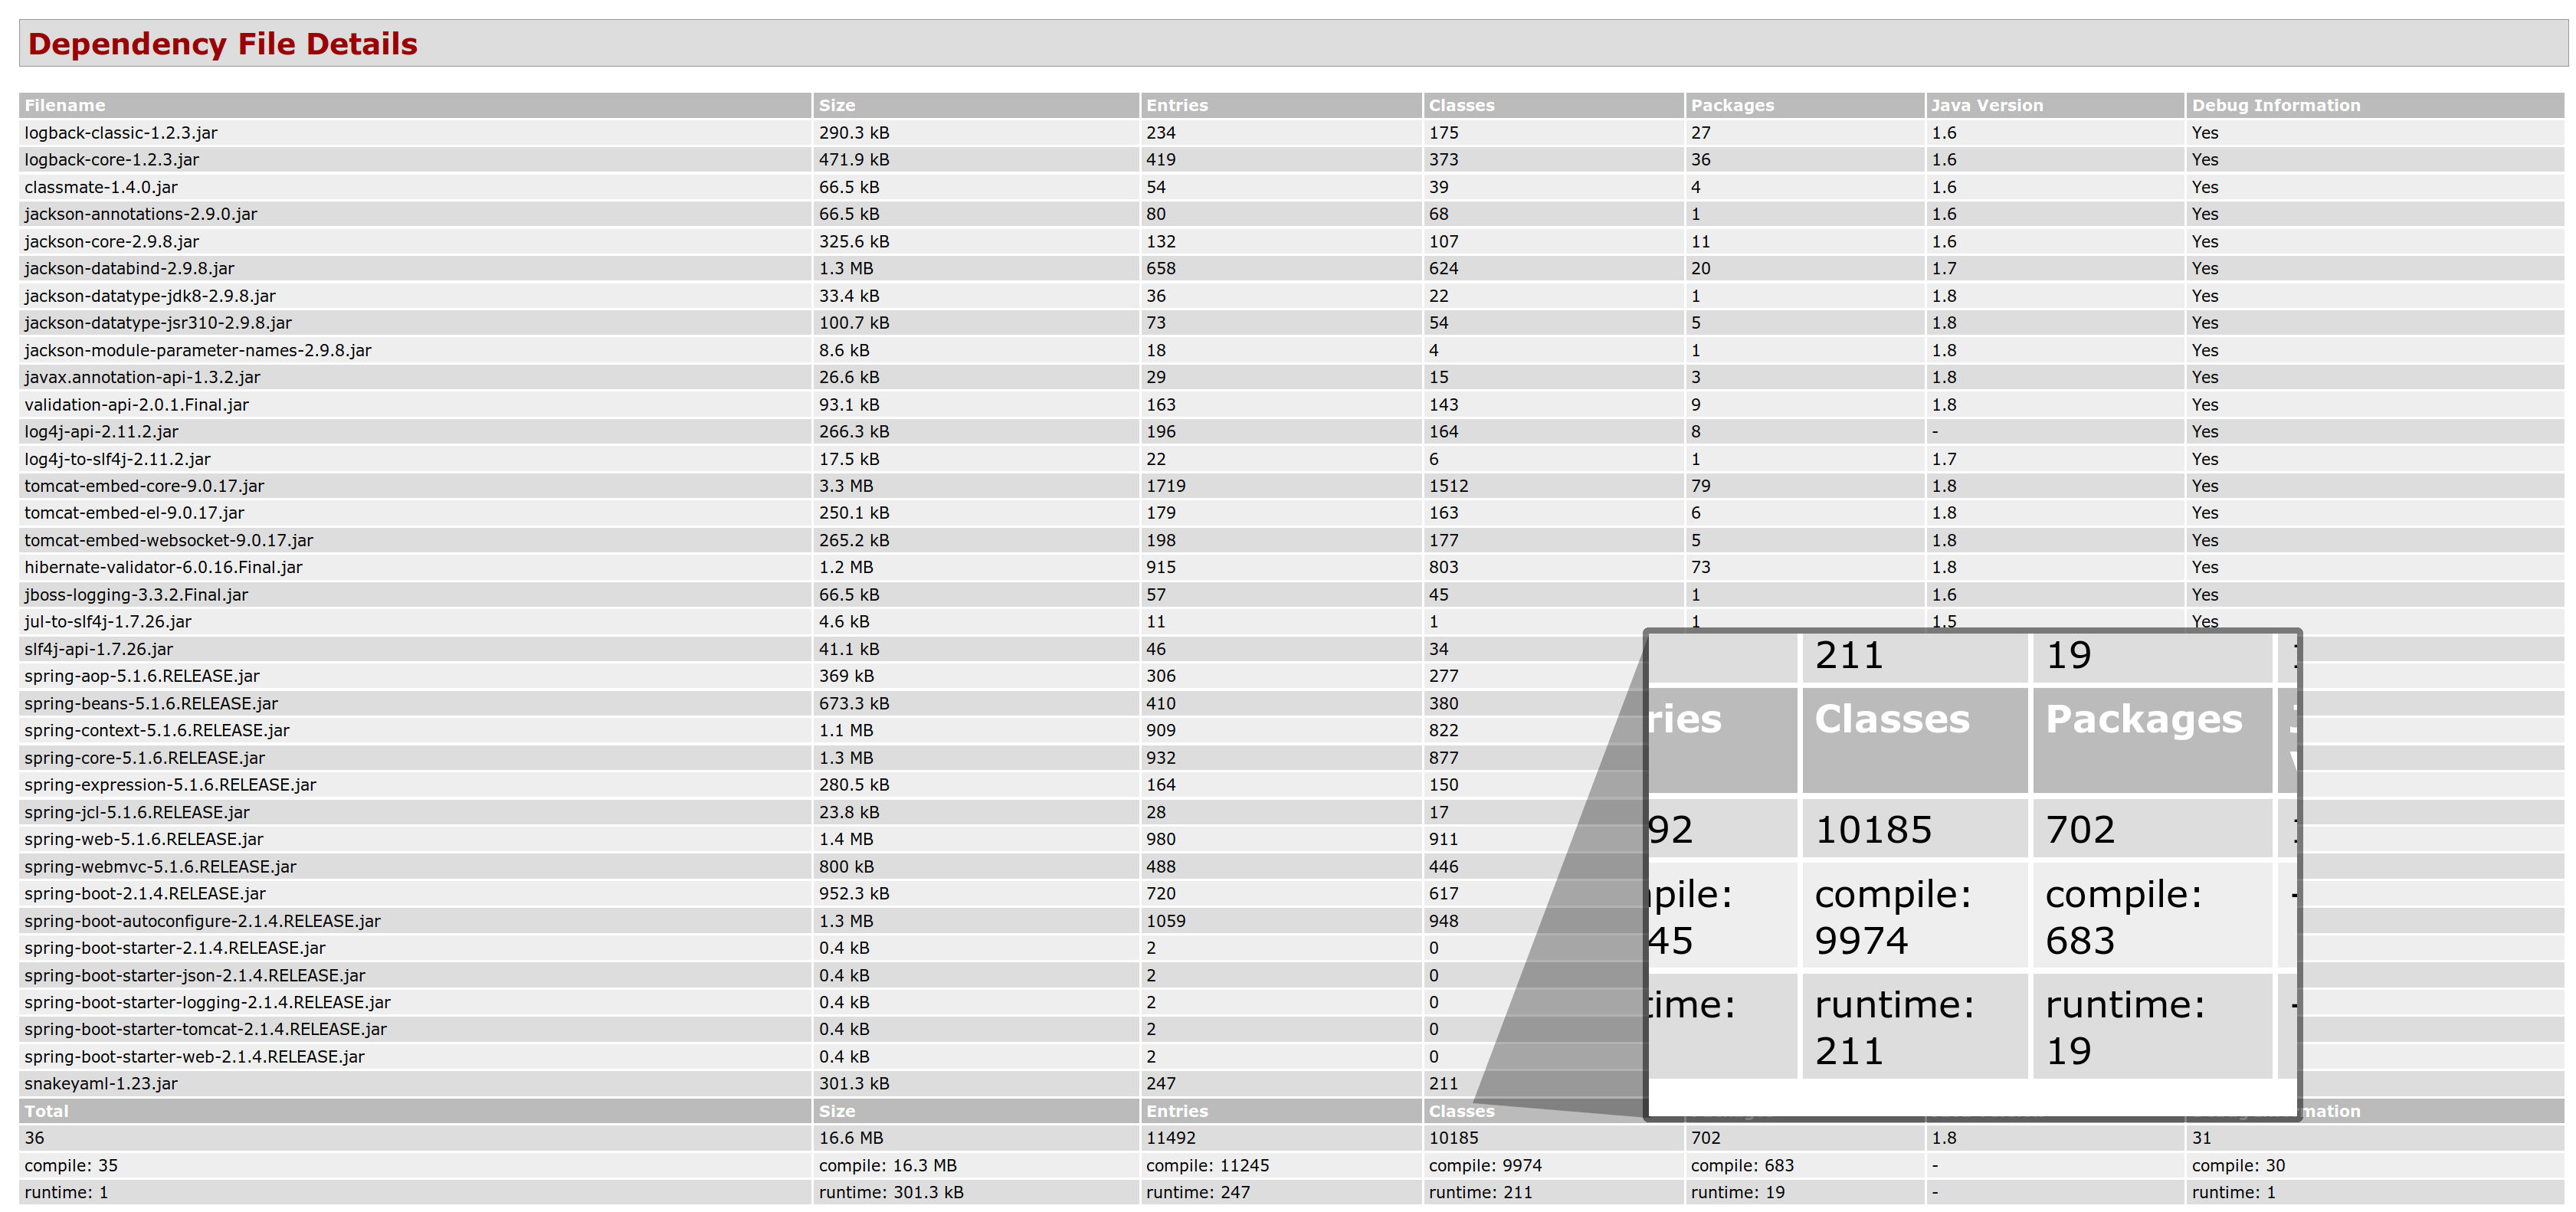 Dependency File Details
Filename Size Entries Classes Packages Java Version Debug Information
logback-classic-1.2.3.jar 290.3 kB 234 175 27 1.6 Yes
logback-core-1.2.3.jar 471.9 kB 419 373 36 1.6 Yes
classmate-1.4.0.jar 66.5 kB 54 39 4 1.6 Yes
jackson-annotations-2.9.0.jar 66.5 kB 80 68 1 1.6 Yes
jackson-core-2.9.8.jar 325.6 kB 132 107 11 1.6 Yes
jackson-databind-2.9.8.jar 1.3 MB 658 624 20 1.7 Yes
jackson-datatype-jdk8-2.9.8.jar 33.4 kB 36 22 1 1.8 Yes
jackson-datatype-jsr310-2.9.8.jar 100.7 kB 73 54 5 1.8 Yes
jackson-module-parameter-names-2.9.8.jar 8.6 kB 18 4 1 1.8 Yes
javax.annotation-api-1.3.2.jar 26.6 kB 29 15 3 1.8 Yes
validation-api-2.0.1.Final.jar 93.1 kB 163 143 9 1.8 Yes
log4j-api-2.11.2.jar 266.3 kB 196 164 8 - Yes
log4j-to-slf4j-2.11.2.jar 17.5 kB 22 6 1 1.7 Yes
tomcat-embed-core-9.0.17.jar 3.3 MB 1719 1512 79 1.8 Yes
tomcat-embed-el-9.0.17.jar 250.1 kB 179 163 6 1.8 Yes
tomcat-embed-websocket-9.0.17.jar 265.2 kB 198 177 5 1.8 Yes
hibernate-validator-6.0.16.Final.jar 1.2 MB 915 803 73 1.8 Yes
jboss-logging-3.3.2.Final.jar 66.5 kB 57 45 1 1.6 Yes
jul-to-slf4j-1.7.26.jar 4.6 kB 11 1 1 1.5 Yes
slf4j-api-1.7.26.jar 41.1 kB 46 34
spring-aop-5.1.6.RELEASE.jar 369 kB 306 277
spring-beans-5.1.6.RELEASE.jar 673.3 kB 410 380
spring-context-5.1.6.RELEASE.jar 1.1 MB 909 822
spring-core-5.1.6.RELEASE.jar 1.3 MB 932 877
spring-expression-5.1.6.RELEASE.jar 280.5 kB 164 150
spring-jcl-5.1.6.RELEASE.jar 23.8 kB 28 17
spring-web-5.1.6.RELEASE.jar 1.4 MB 980 911
spring-webmvc-5.1.6.RELEASE.jar 800 kB 488 446
spring-boot-2.1.4.RELEASE.jar 952.3 kB 720 617
spring-boot-autoconfigure-2.1.4.RELEASE.jar 1.3 MB 1059 948
spring-boot-starter-2.1.4.RELEASE.jar 0.4 kB 2 0
spring-boot-starter-json-2.1.4.RELEASE.jar 0.4 kB 2 0
spring-boot-starter-logging-2.1.4.RELEASE.jar 0.4 kB 2 0
spring-boot-starter-tomcat-2.1.4.RELEASE.jar 0.4 kB 2 0
spring-boot-starter-web-2.1.4.RELEASE.jar 0.4 kB 2 0
snakeyaml-1.23.jar 301.3 kB 247 211
Total Size Entries Classes mation
36 16.6 MB 11492 10185 702 1.8 31
compile: 35 compile: 16.3 MB compile: 11245 compile: 9974 compile: 683 - compile: 30
runtime: 1 runtime: 301.3 kB runtime: 247 runtime: 211 runtime: 19 - runtime: 1
211 19
ries Classes Packages
92 10185 702
pile: compile: compile:
45 9974 683
time: runtime: runtime:
211 19